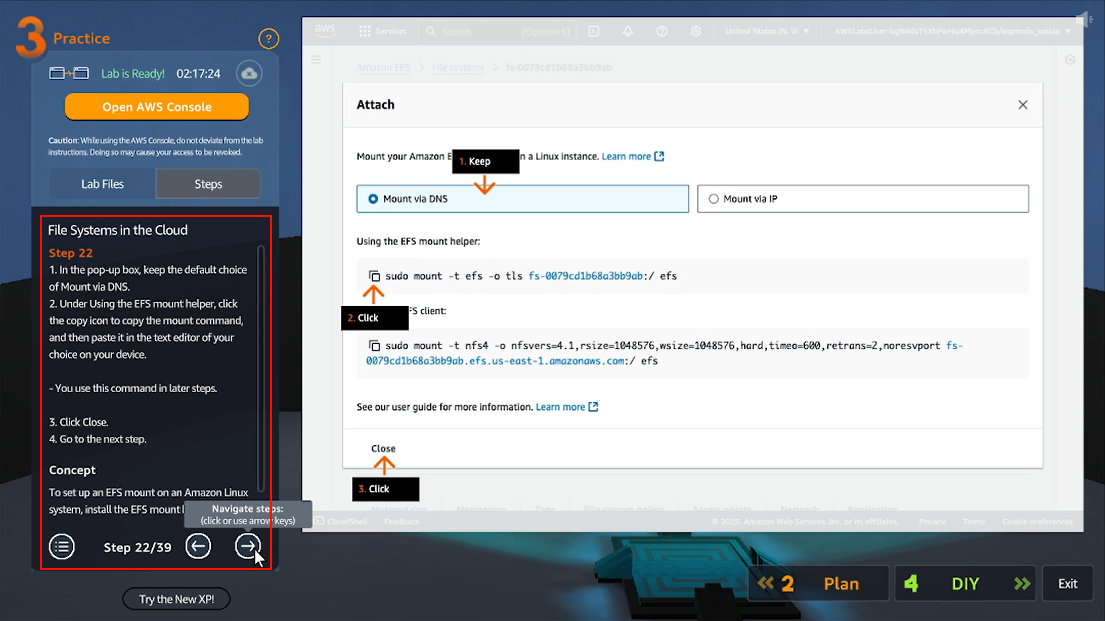 3 Practice
?
Lab is Ready! 02:17:24
Open AWS Console
Caution: While using the AWS Console, do not deviate from the lab
instructions. Doing so may cause your access to be revoked.
Lab Files
Steps
File Systems in the Cloud
Step 22
1. In the pop-up box, keep the default choice
of Mount via DNS.
2. Under Using the EFS mount helper, click
the copy icon to copy the mount command,
and then paste it in the text editor of your
choice on your device.
- You use this command in later steps.
3. Click Close.
4. Go to the next step.
Concept
To set up an EFS mount on an Amazon Linux
system, install the EFS mount
Navigate steps:
(click or use arrow keys)
Step 22/39
Try the New XP!
aws
Services
Search
[Option+S]
United States (N. Vi
Amazon EFS
File systems
fs-0079cd1b68a3bb9ab
Attach
Mount your Amazon E
n a Linux instance. Learn more
1. Keep
Mount via DNS
Mount via IP
Using the EFS mount helper:
sudo mount -t efs -o tls fs-0079cd1b68a3bb9ab:/ efs
2. Click
FS client:
sudo mount -t nfs4 -o nfsvers=4.1,rsize=1048576,wsize=1048576,hard,timeo=600,retrans=2,noresvport fs-
0079cd1b68a3bb9ab.efs.us-east-1.amazonaws.com:/ efs
See our user guide for more information. Learn more
Close
3. Click
CloudShell
Feedback
© 2025, Amazon Web Services, Inc. or its affiliates.
Privacy
Terms
Cookie preferences
2 Plan
4 DIY
Exit